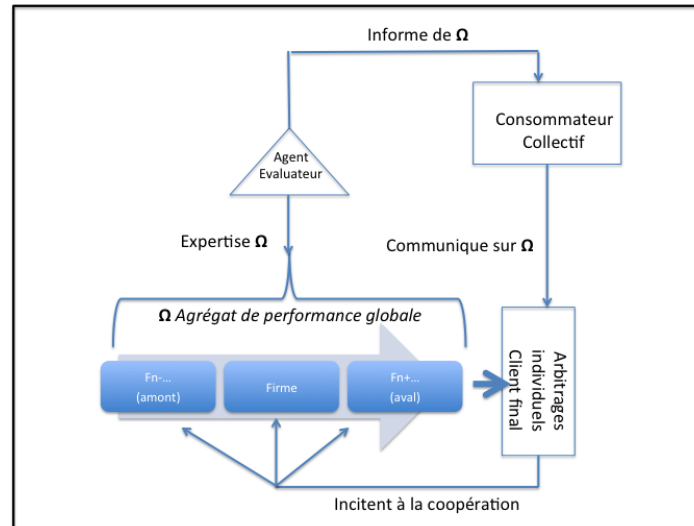 Informe de Ω
Consommateur
Collectif
Agent
Evaluateur
Expertise Ω
Communique sur Ω
Ω Agrégat de performance globale
Fn-...
(amont)
Firme
Fn+...
(aval)
Arbitrages
individuels
Client final
Incitent à la coopération